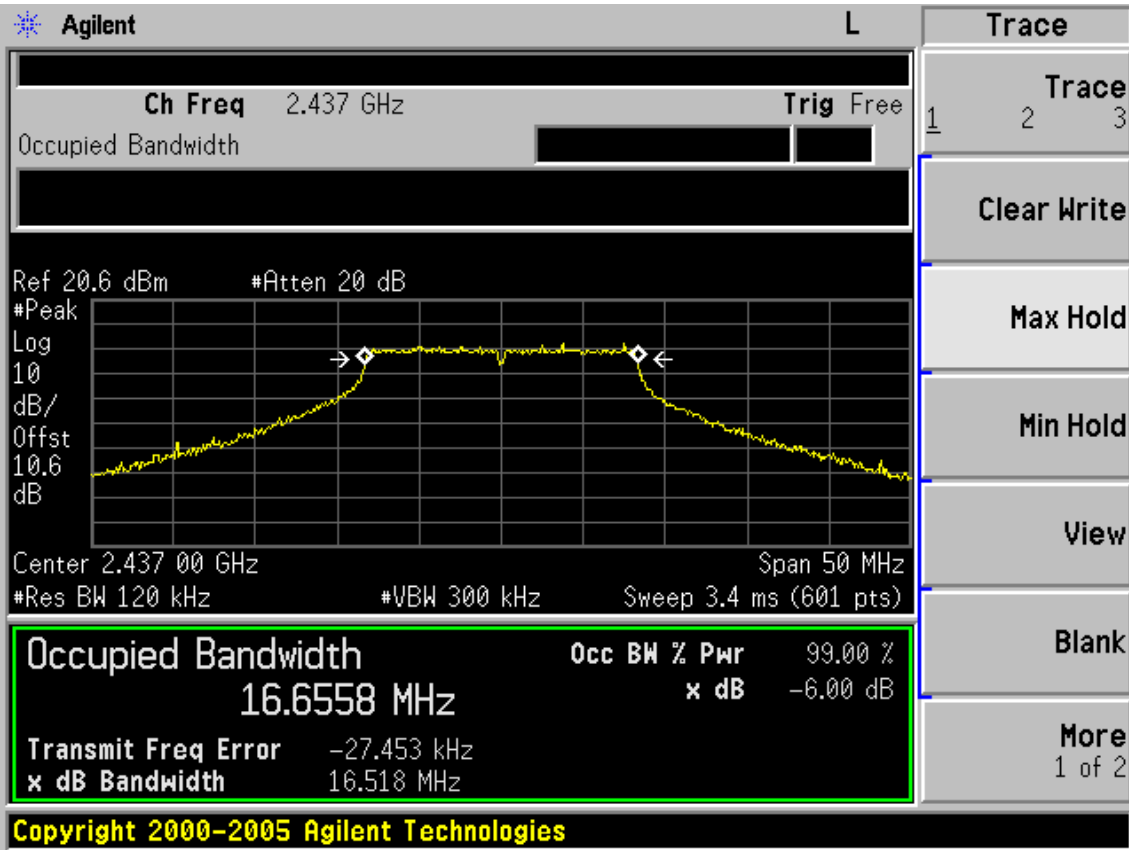 Agilent L Trace
Ch Freq 2.437 GHz Trig Free
Occupied Bandwidth
Trace
1 2 3
Clear Write
Ref 20.6 dBm #Atten 20 dB
#Peak
Log
10
dB/
Offst
10.6
dB
Max Hold
Min Hold
View
Center 2.437 00 GHz Span 50 MHz
#Res BW 120 kHz #VBW 300 kHz Sweep 3.4 ms (601 pts)
Occupied Bandwidth Occ BW % Pwr 99.00 %
16.6558 MHz x dB -6.00 dB
Transmit Freq Error -27.453 kHz
x dB Bandwidth 16.518 MHz
Blank
More
1 of 2
Copyright 2000-2005 Agilent Technologies